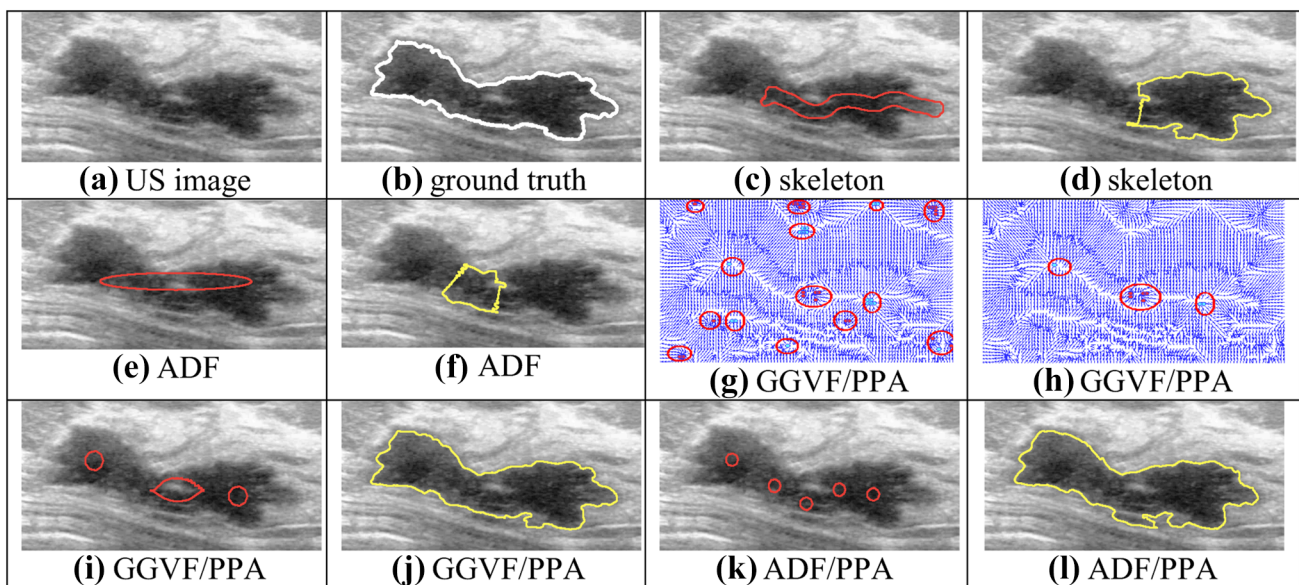 (a) US image
(b) ground truth
(c) skeleton
(d) skeleton
(e) ADF
(f) ADF
(g) GGVF/PPA
(h) GGVF/PPA
(i) GGVF/PPA
(j) GGVF/PPA
(k) ADF/PPA
(l) ADF/PPA